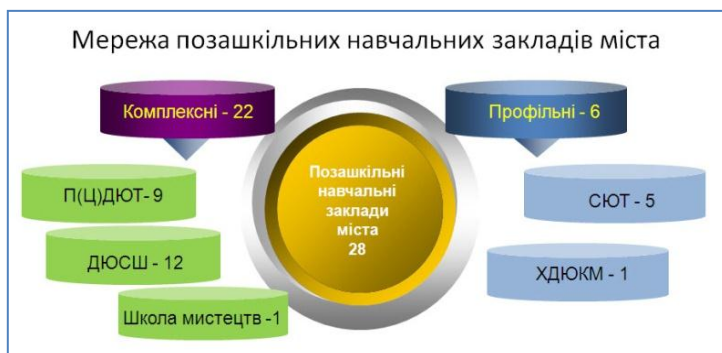 Мережа позашкільних навчальних закладів міста
Комплексні - 22
Профільні - 6
П(Ц)ДЮТ- 9
ДЮСШ - 12
Школа мистецтв -1
Позашкільні
навчальні
заклади
міста
28
СЮТ - 5
ХДЮКМ - 1